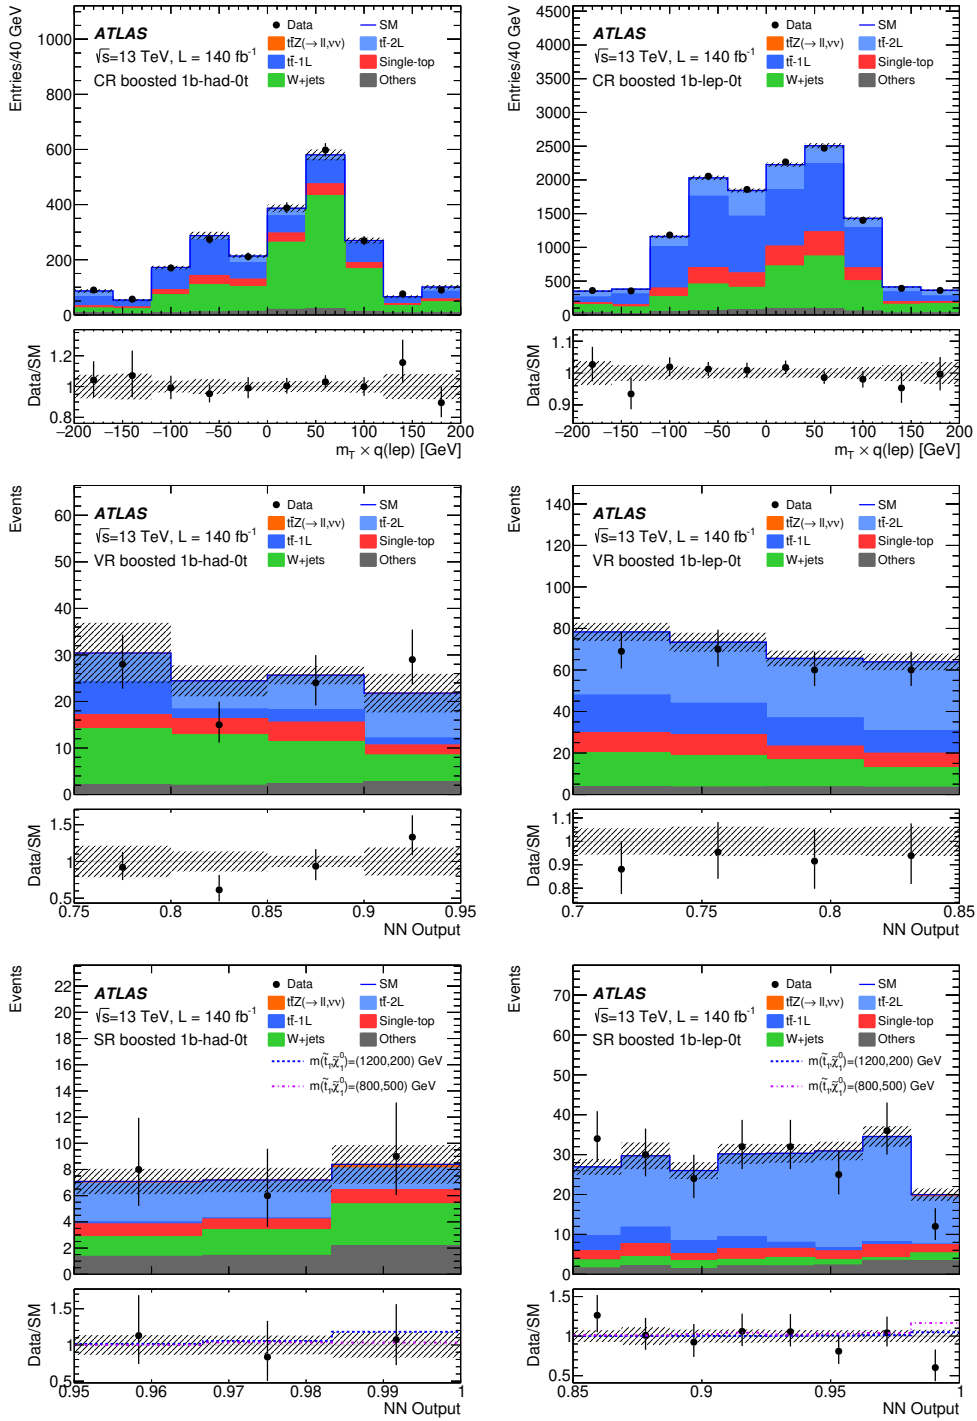 Entries/40 GeV
1000
800
600
400
200
0
ATLAS
√s=13 TeV, L = 140 fb⁻¹
CR boosted 1b-had-0t
Data
SM
tt̄Z(→ ll,νν)
tt̄-2L
tt̄-1L
Single-top
W+jets
Others
Data/SM
1.2
1
0.8
−200 −150 −100 −50 0 50 100 150 200
m_T × q(lep) [GeV]
Entries/40 GeV
4500
4000
3500
3000
2500
2000
1500
1000
500
0
ATLAS
√s=13 TeV, L = 140 fb⁻¹
CR boosted 1b-lep-0t
Data
SM
tt̄Z(→ ll,νν)
tt̄-2L
tt̄-1L
Single-top
W+jets
Others
Data/SM
1.1
1
0.9
−200 −150 −100 −50 0 50 100 150 200
m_T × q(lep) [GeV]
Events
60
50
40
30
20
10
0
ATLAS
√s=13 TeV, L = 140 fb⁻¹
VR boosted 1b-had-0t
Data
SM
tt̄Z(→ ll,νν)
tt̄-2L
tt̄-1L
Single-top
W+jets
Others
Data/SM
1.5
1
0.5
0.75 0.8 0.85 0.9 0.95
NN Output
Events
140
120
100
80
60
40
20
0
ATLAS
√s=13 TeV, L = 140 fb⁻¹
VR boosted 1b-lep-0t
Data
SM
tt̄Z(→ ll,νν)
tt̄-2L
tt̄-1L
Single-top
W+jets
Others
Data/SM
1.1
1
0.9
0.8
0.7 0.75 0.8 0.85
NN Output
Events
22
20
18
16
14
12
10
8
6
4
2
0
ATLAS
√s=13 TeV, L = 140 fb⁻¹
SR boosted 1b-had-0t
Data
SM
tt̄Z(→ ll,νν)
tt̄-2L
tt̄-1L
Single-top
W+jets
Others
m(t̃₁,χ̃₁⁰)=(1200,200) GeV
m(t̃₁,χ̃₁⁰)=(800,500) GeV
Data/SM
1.5
1
0.5
0.95 0.96 0.97 0.98 0.99 1
NN Output
Events
70
60
50
40
30
20
10
0
ATLAS
√s=13 TeV, L = 140 fb⁻¹
SR boosted 1b-lep-0t
Data
SM
tt̄Z(→ ll,νν)
tt̄-2L
tt̄-1L
Single-top
W+jets
Others
m(t̃₁,χ̃₁⁰)=(1200,200) GeV
m(t̃₁,χ̃₁⁰)=(800,500) GeV
Data/SM
1.5
1
0.5
0.85 0.9 0.95 1
NN Output